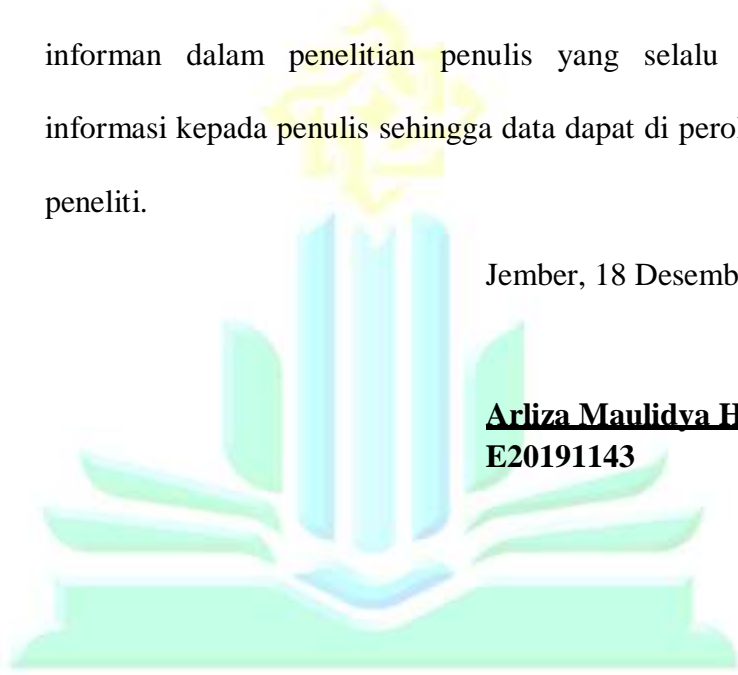 informan dalam penelitian penulis yang selalu
informasi kepada penulis sehingga data dapat di pero
peneliti.
Jember, 18 Desemb
Arliza Maulidya H
E20191143